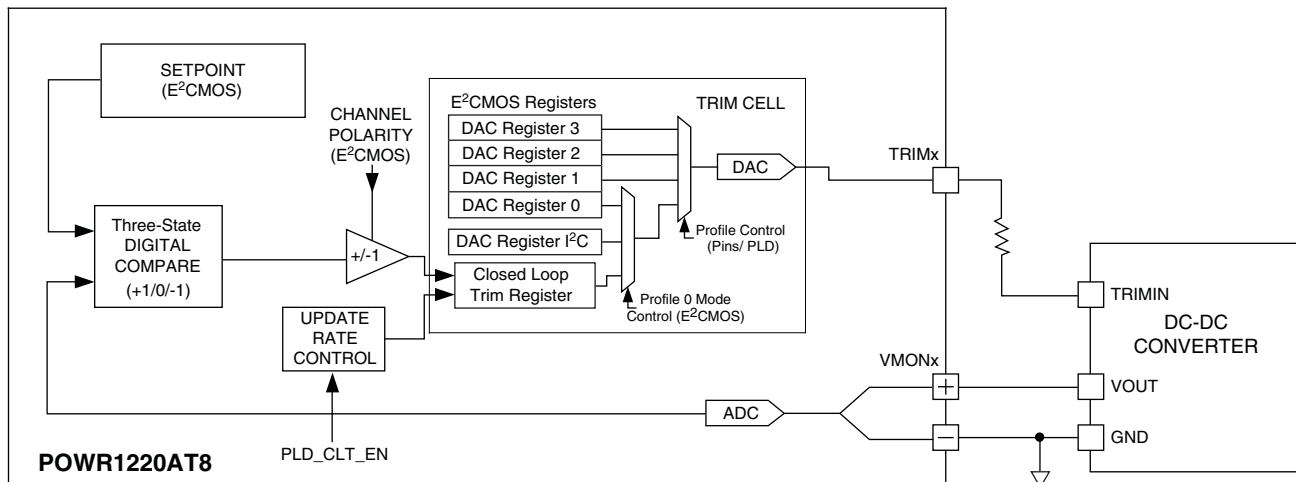 SETPOINT
(E²CMOS)
CHANNEL
POLARITY
(E²CMOS)
E²CMOS Registers
TRIM CELL
DAC Register 3
DAC Register 2
DAC Register 1
DAC Register 0
DAC Register I²C
Closed Loop
Trim Register
DAC
Profile Control
(Pins/ PLD)
Profile 0 Mode
Control (E²CMOS)
Three-State
DIGITAL
COMPARE
(+1/0/-1)
+/-1
UPDATE
RATE
CONTROL
PLD_CLT_EN
ADC
TRIMx
VMONx
+
−
TRIMIN
DC-DC
CONVERTER
VOUT
GND
POWR1220AT8